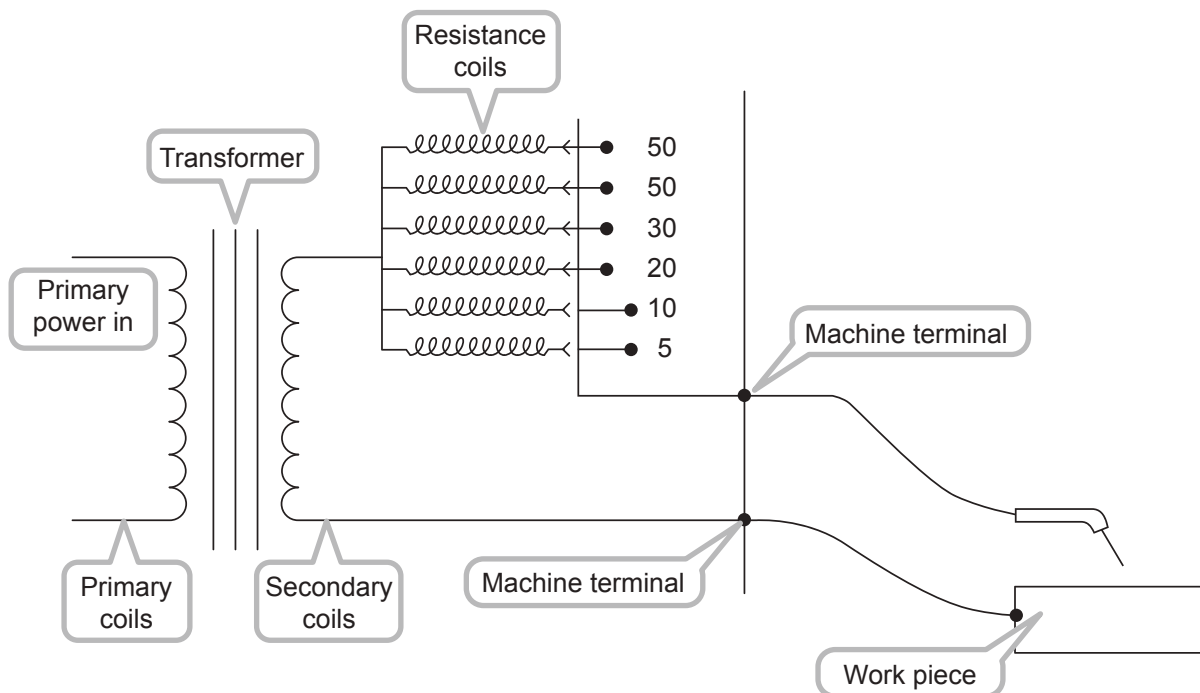 Resistance
coils
Transformer
50
50
30
20
10
5
Primary
power in
Machine terminal
Primary
coils
Secondary
coils
Machine terminal
Work piece